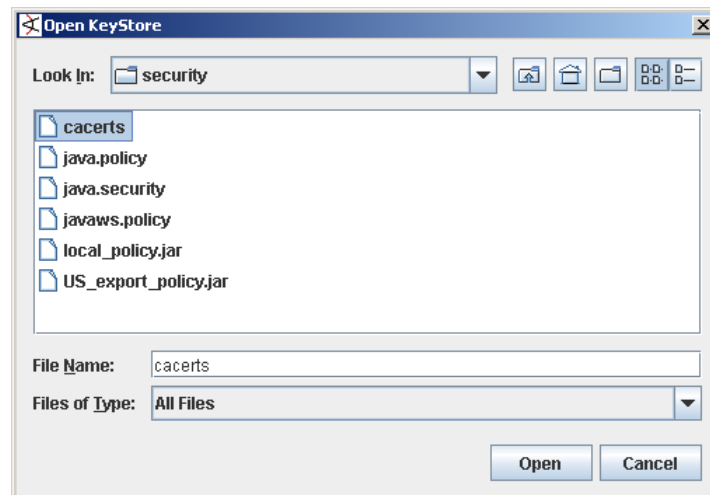 Open KeyStore
Look In: security
cacerts
java.policy
java.security
javaws.policy
local_policy.jar
US_export_policy.jar
File Name: cacerts
Files of Type: All Files
Open Cancel